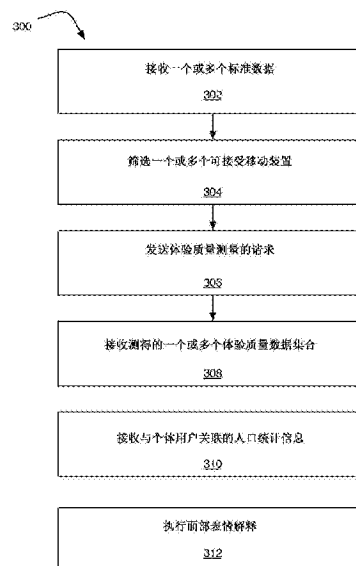 300
接收一个或多个标准数据
302
筛选一个或多个可接受移动装置
304
发送体验质量测量的请求
306
接收测得的一个或多个体验质量数据集合
308
接收与个体用户关联的人口统计信息
310
执行面部表情解释
312